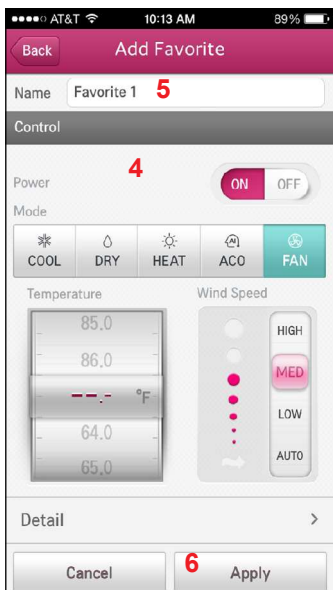 AT&T 10:13 AM 89%
Back Add Favorite
Name Favorite 1 5
Control
4
Power ON OFF
Mode
COOL DRY HEAT ACO FAN
Temperature Wind Speed
85.0 HIGH
86.0 MED
--.- °F
64.0 LOW
65.0 AUTO
Detail >
Cancel 6 Apply